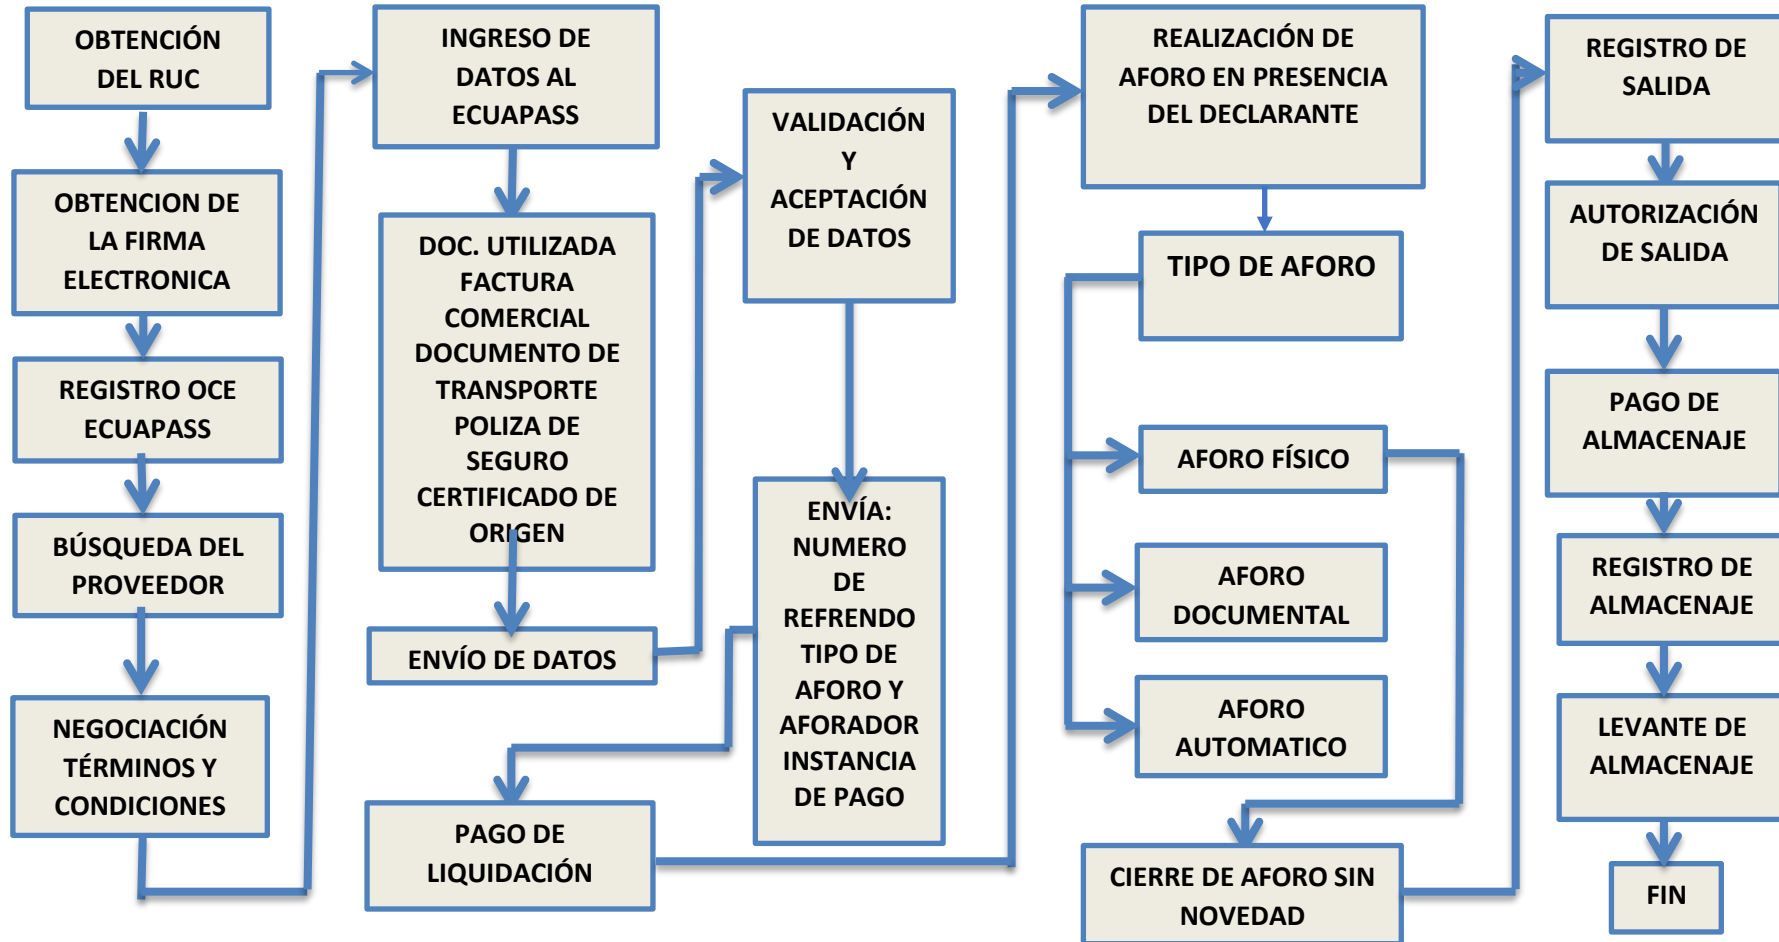 OBTENCIÓN
DEL RUC
OBTENCION DE
LA FIRMA
ELECTRONICA
REGISTRO OCE
ECUAPASS
BÚSQUEDA DEL
PROVEEDOR
NEGOCIACIÓN
TÉRMINOS Y
CONDICIONES
INGRESO DE
DATOS AL
ECUAPASS
DOC. UTILIZADA
FACTURA
COMERCIAL
DOCUMENTO DE
TRANSPORTE
POLIZA DE
SEGURO
CERTIFICADO DE
ORIGEN
ENVÍO DE DATOS
VALIDACIÓN
Y
ACEPTACIÓN
DE DATOS
ENVÍA:
NUMERO
DE
REFRENDO
TIPO DE
AFORO Y
AFORADOR
INSTANCIA
DE PAGO
PAGO DE
LIQUIDACIÓN
REALIZACIÓN DE
AFORO EN PRESENCIA
DEL DECLARANTE
TIPO DE AFORO
AFORO FÍSICO
AFORO
DOCUMENTAL
AFORO
AUTOMATICO
CIERRE DE AFORO SIN
NOVEDAD
REGISTRO DE
SALIDA
AUTORIZACIÓN
DE SALIDA
PAGO DE
ALMACENAJE
REGISTRO DE
ALMACENAJE
LEVANTE DE
ALMACENAJE
FIN